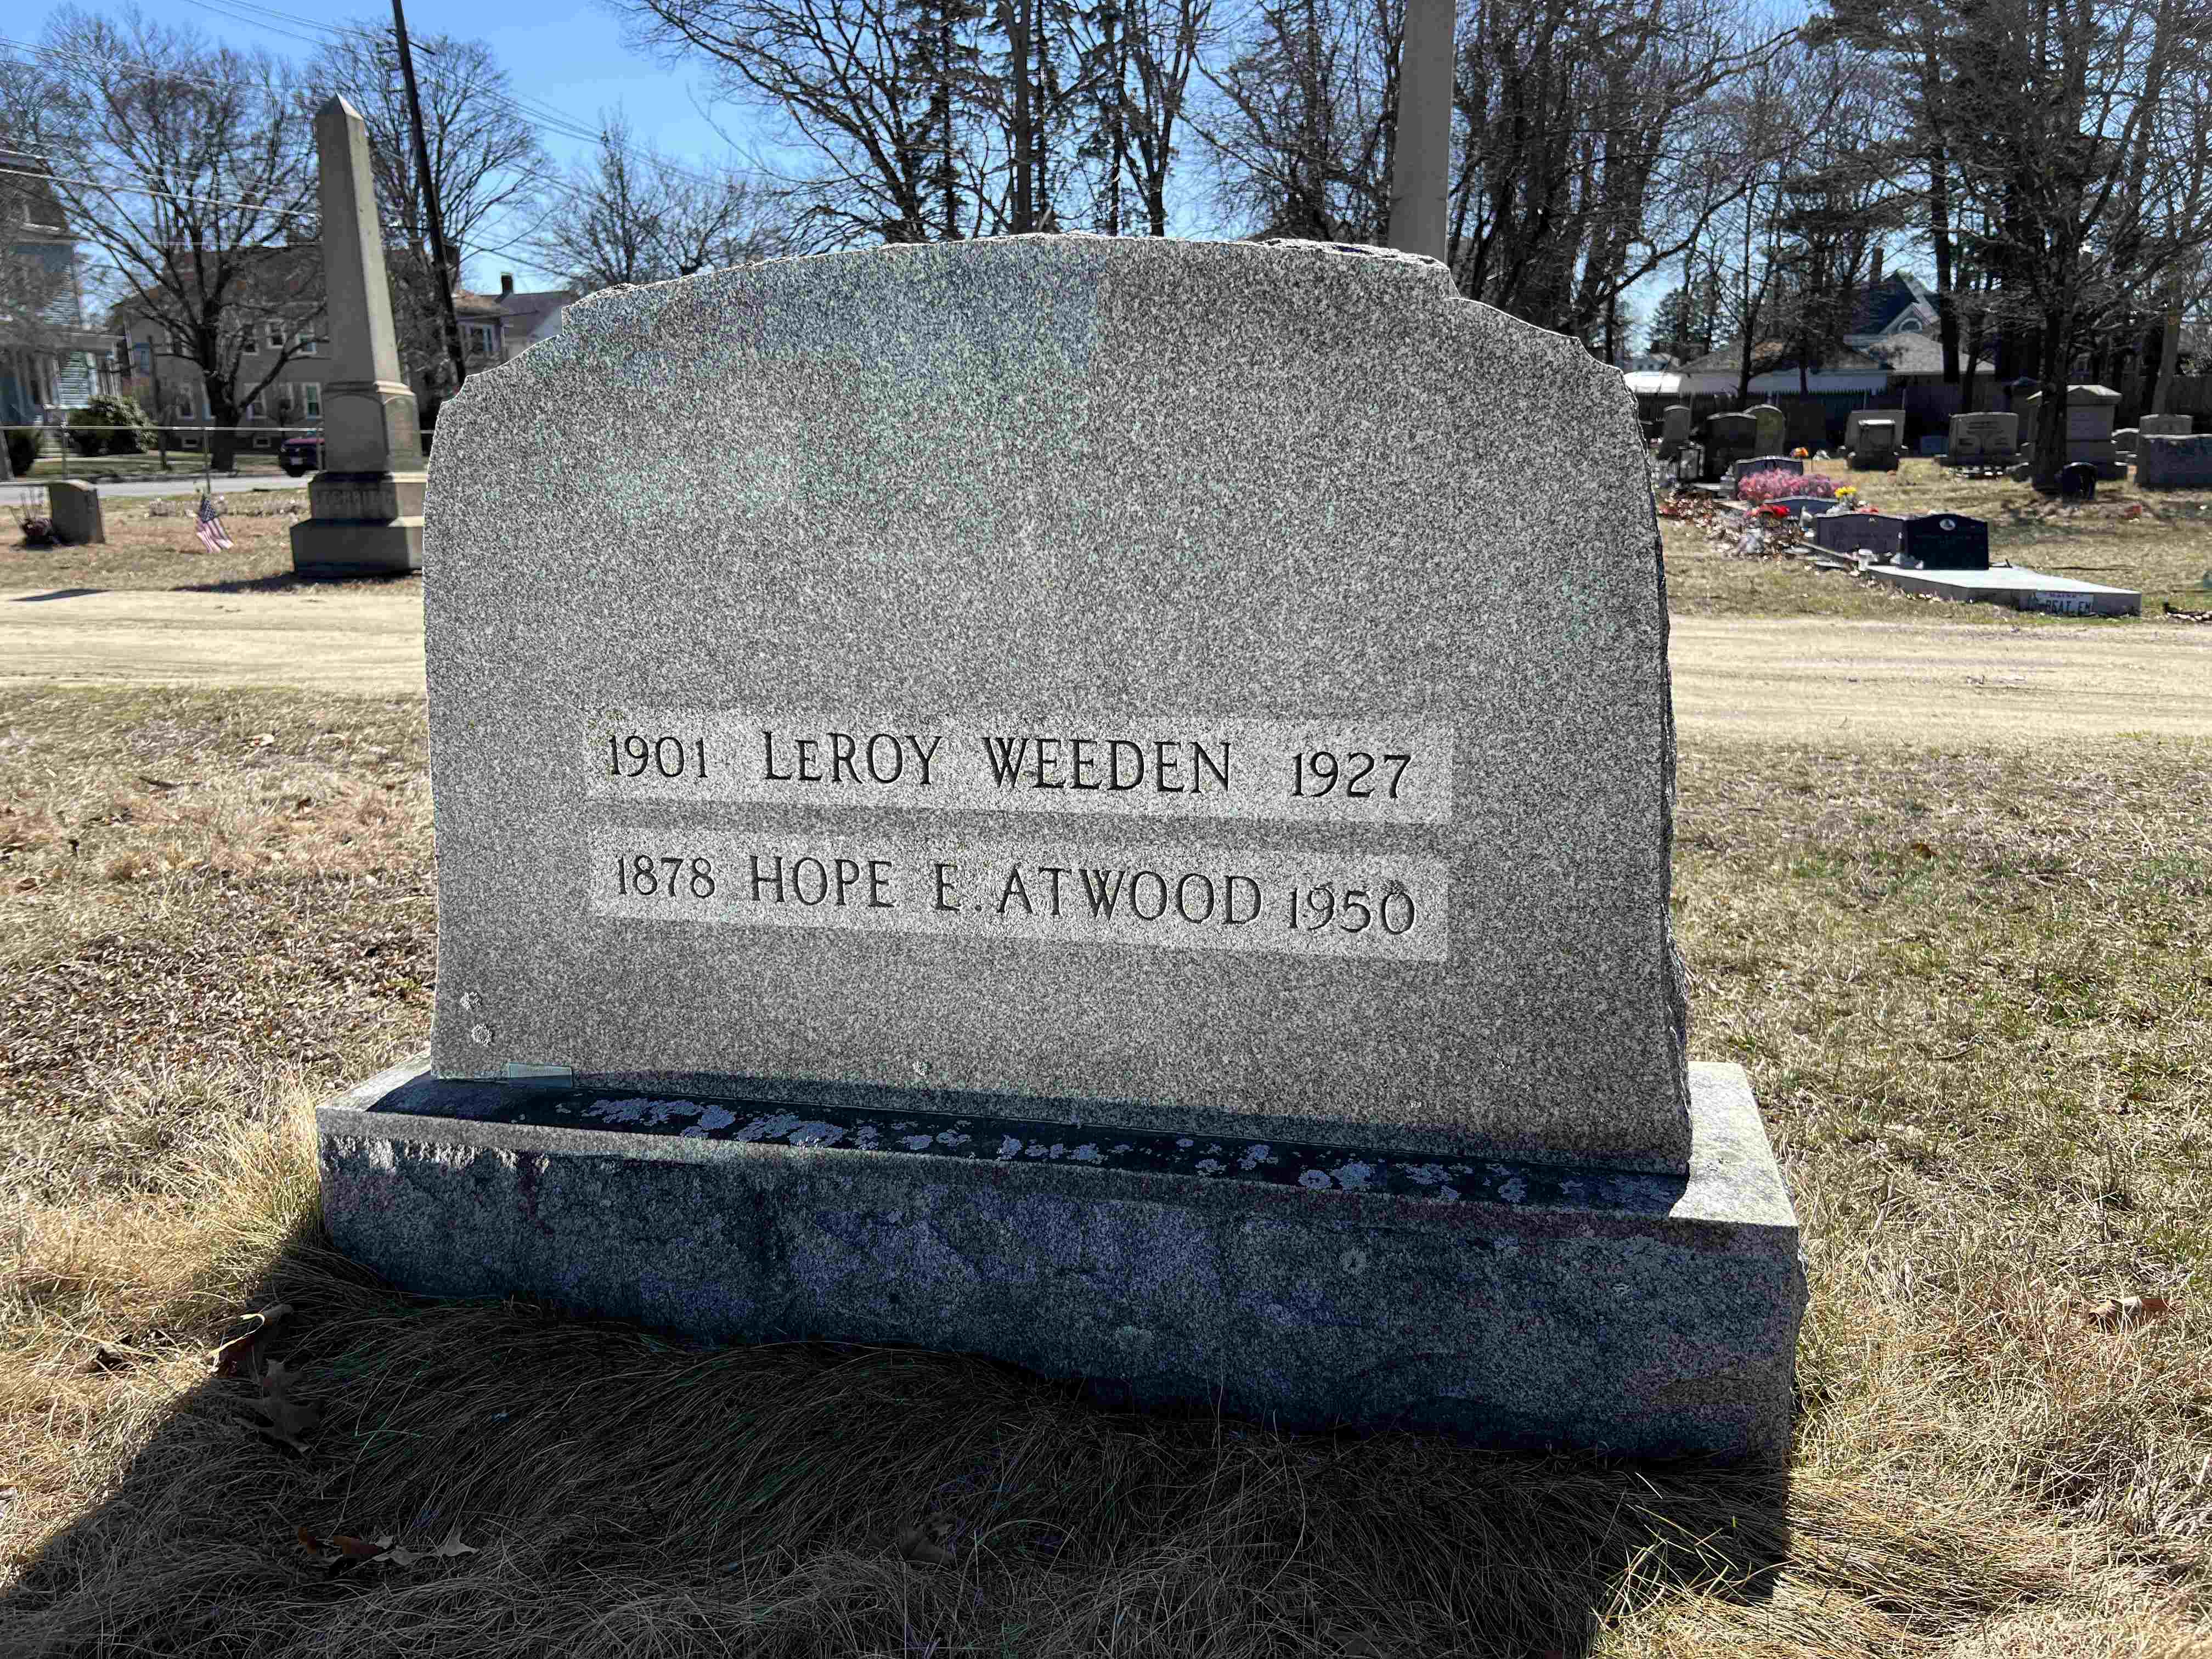 1901 LEROY WEEDEN 1927
1878 HOPE E. ATWOOD 1950